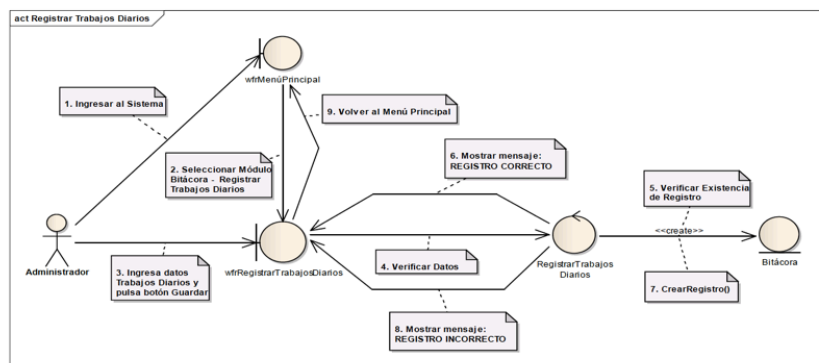 act Registrar Trabajos Diarios
wfrMenúPrincipal
1. Ingresar al Sistema
9. Volver al Menú Principal
2. Seleccionar Módulo
Bitácora - Registrar
Trabajos Diarios
6. Mostrar mensaje:
REGISTRO CORRECTO
5. Verificar Existencia
de Registro
<<create>>
Administrador
wfrRegistrarTrabajosDiarios
RegistrarTrabajos
Diarios
Bitácora
3. Ingresa datos
Trabajos Diarios y
pulsa botón Guardar
4. Verificar Datos
7. CrearRegistro()
8. Mostrar mensaje:
REGISTRO INCORRECTO